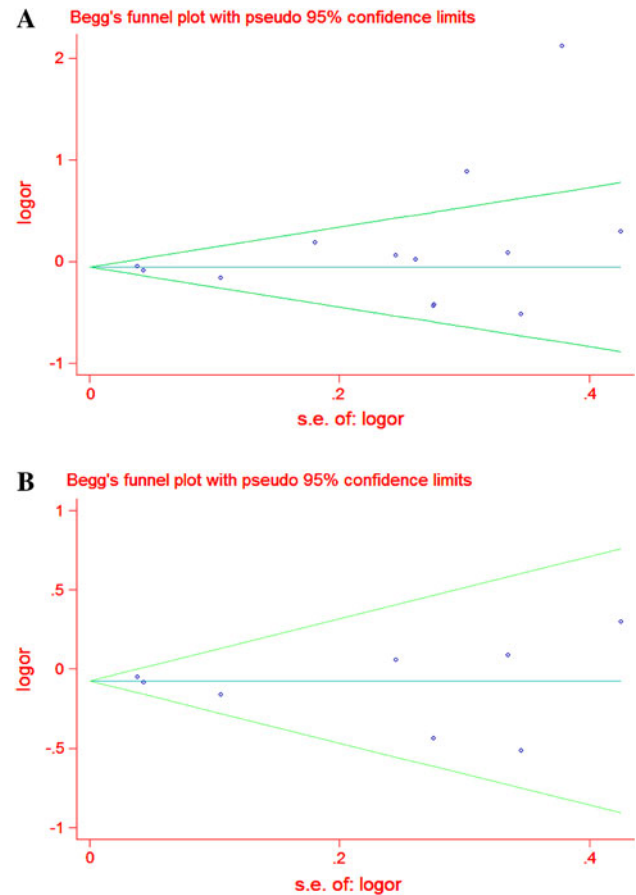 A
Begg's funnel plot with pseudo 95% confidence limits
2
1
0
-1
logor
0
.2
.4
s.e. of: logor
B
Begg's funnel plot with pseudo 95% confidence limits
1
.5
0
-.5
-1
logor
0
.2
.4
s.e. of: logor